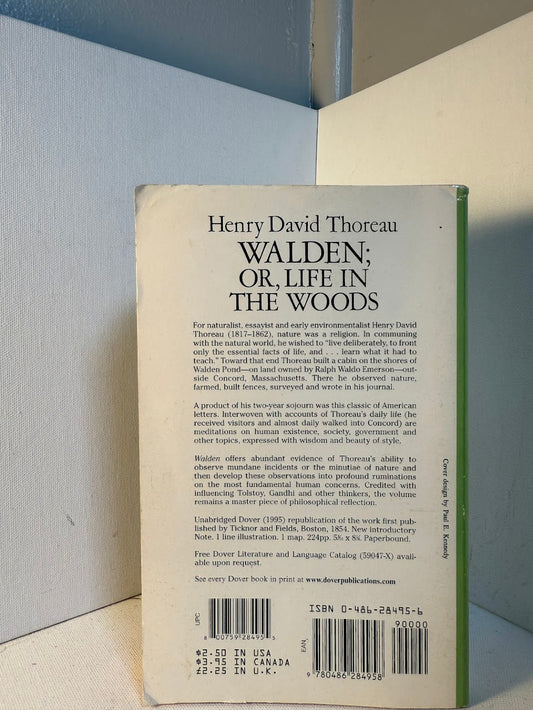 Henry David Thoreau
WALDEN;
OR, LIFE IN
THE WOODS
For naturalist, essayist and early environmentalist Henry David
Thoreau (1817–1862), nature was a religion. In communing
with the natural world, he wished to “live deliberately, to front
only the essential facts of life, and . . . learn what it had to
teach.” Toward that end Thoreau built a cabin on the shores of
Walden Pond—on land owned by Ralph Waldo Emerson—out-
side Concord, Massachusetts. There he observed nature,
farmed, built fences, surveyed and wrote in his journal.
A product of his two-year sojourn was this classic of American
letters. Interwoven with accounts of Thoreau's daily life (he
received visitors and almost daily walked into Concord) are
meditations on human existence, society, government and
other topics, expressed with wisdom and beauty of style.
Walden offers abundant evidence of Thoreau's ability to
observe mundane incidents or the minutiae of nature and
then develop these observations into profound ruminations
on the most fundamental human concerns. Credited with
influencing Tolstoy, Gandhi and other thinkers, the volume
remains a master piece of philosophical reflection.
Unabridged Dover (1995) republication of the work first pub-
lished by Ticknor and Fields, Boston, 1854. New introductory
Note. 1 line illustration. 1 map. 224pp. 5³⁄₁₆ x 8¼. Paperbound.
Free Dover Literature and Language Catalog (59047-X) avail-
able upon request.
See every Dover book in print at www.doverpublications.com
Cover design by Paul E. Kennedy
UPC
8 00759 28495 5
$2.50 IN USA
$3.95 IN CANADA
£2.25 IN U.K.
ISBN 0-486-28495-6
90000
EAN
9 780486 284958